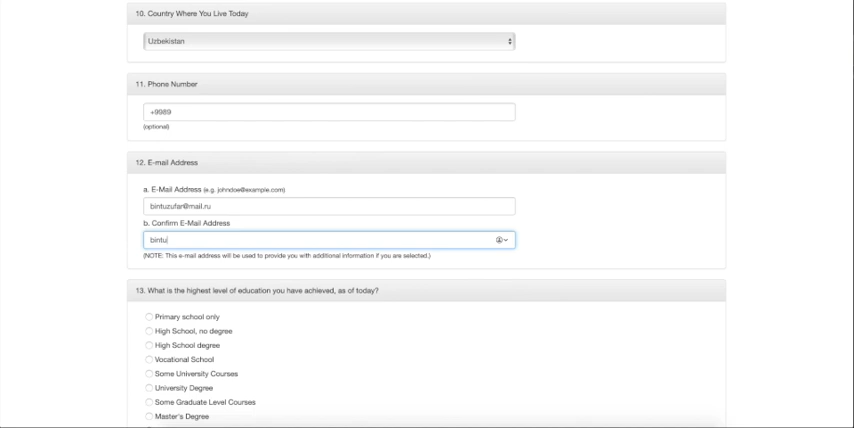 10. Country Where You Live Today
Uzbekistan
11. Phone Number
+9989
(optional)
12. E-mail Address
a. E-Mail Address (e.g. johndoe@example.com)
bintuzufar@mail.ru
b. Confirm E-Mail Address
bintu
(NOTE: This e-mail address will be used to provide you with additional information if you are selected.)
13. What is the highest level of education you have achieved, as of today?
Primary school only
High School, no degree
High School degree
Vocational School
Some University Courses
University Degree
Some Graduate Level Courses
Master's Degree